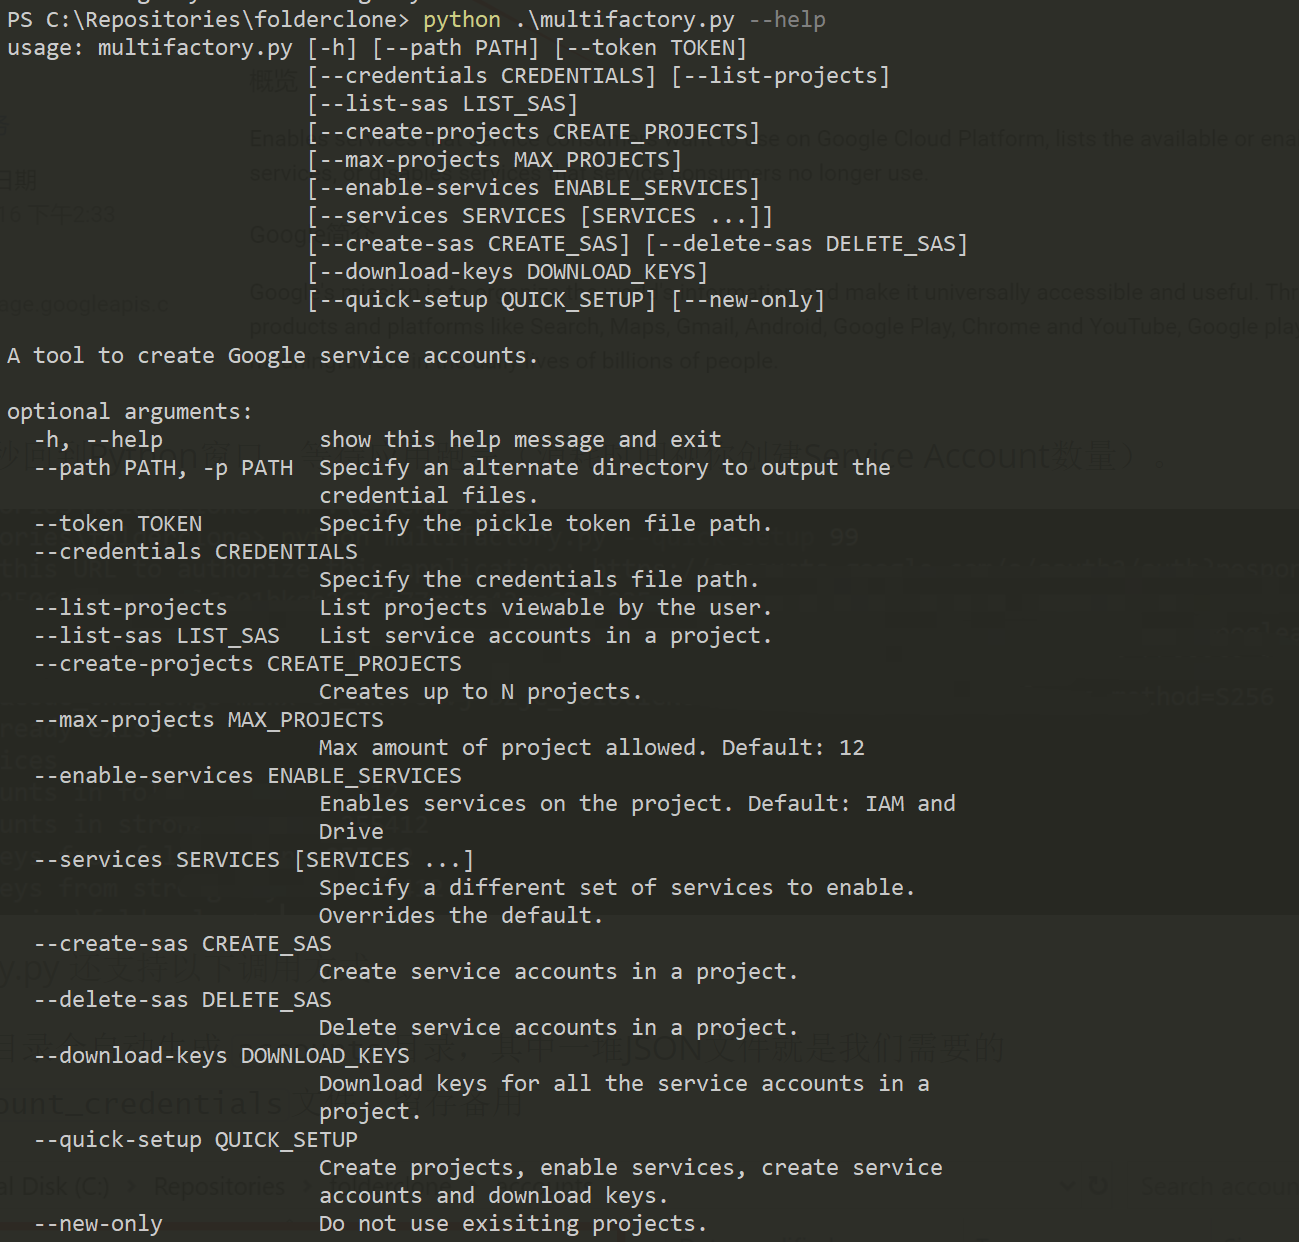 PS C:\Repositories\folderclone> python .\multifactory.py --help
usage: multifactory.py [-h] [--path PATH] [--token TOKEN]
[--credentials CREDENTIALS] [--list-projects]
[--list-sas LIST_SAS]
[--create-projects CREATE_PROJECTS]
[--max-projects MAX_PROJECTS]
[--enable-services ENABLE_SERVICES]
[--services SERVICES [SERVICES ...]]
[--create-sas CREATE_SAS] [--delete-sas DELETE_SAS]
[--download-keys DOWNLOAD_KEYS]
[--quick-setup QUICK_SETUP] [--new-only]
A tool to create Google service accounts.
optional arguments:
-h, --help show this help message and exit
--path PATH, -p PATH Specify an alternate directory to output the
credential files.
--token TOKEN Specify the pickle token file path.
--credentials CREDENTIALS
Specify the credentials file path.
--list-projects List projects viewable by the user.
--list-sas LIST_SAS List service accounts in a project.
--create-projects CREATE_PROJECTS
Creates up to N projects.
--max-projects MAX_PROJECTS
Max amount of project allowed. Default: 12
--enable-services ENABLE_SERVICES
Enables services on the project. Default: IAM and
Drive
--services SERVICES [SERVICES ...]
Specify a different set of services to enable.
Overrides the default.
--create-sas CREATE_SAS
Create service accounts in a project.
--delete-sas DELETE_SAS
Delete service accounts in a project.
--download-keys DOWNLOAD_KEYS
Download keys for all the service accounts in a
project.
--quick-setup QUICK_SETUP
Create projects, enable services, create service
accounts and download keys.
--new-only Do not use exisiting projects.